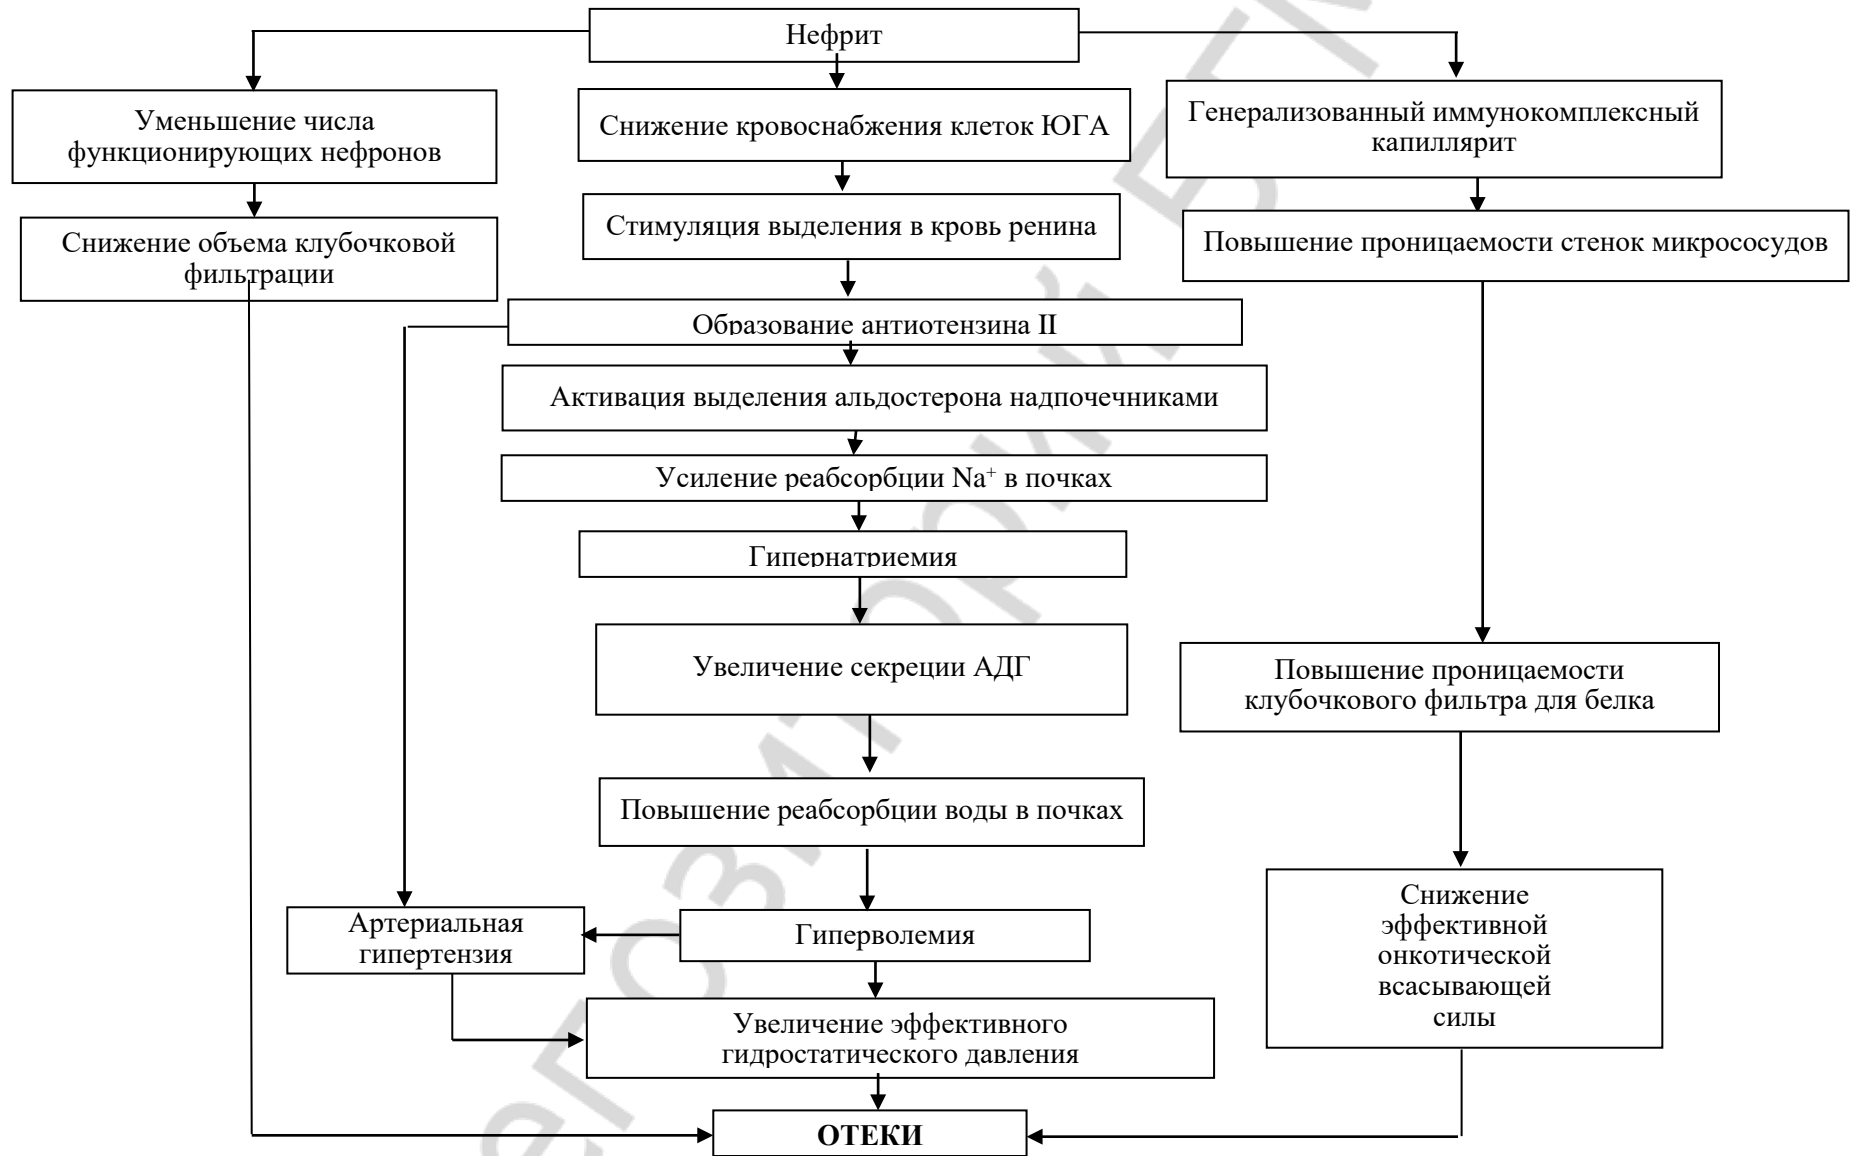 Нефрит
Уменьшение числа
функционирующих нефронов
Снижение кровоснабжения клеток ЮГА
Генерализованный иммунокомплексный
капиллярит
Снижение объема клубочковой
фильтрации
Стимуляция выделения в кровь ренина
Повышение проницаемости стенок микрососудов
Образование антиотензина II
Активация выделения альдостерона надпочечниками
Усиление реабсорбции Na⁺ в почках
Гипернатриемия
Увеличение секреции АДГ
Повышение проницаемости
клубочкового фильтра для белка
Повышение реабсорбции воды в почках
Артериальная
гипертензия
Гиперволемия
Снижение
эффективной
онкотической
всасывающей
силы
Увеличение эффективного
гидростатического давления
ОТЕКИ